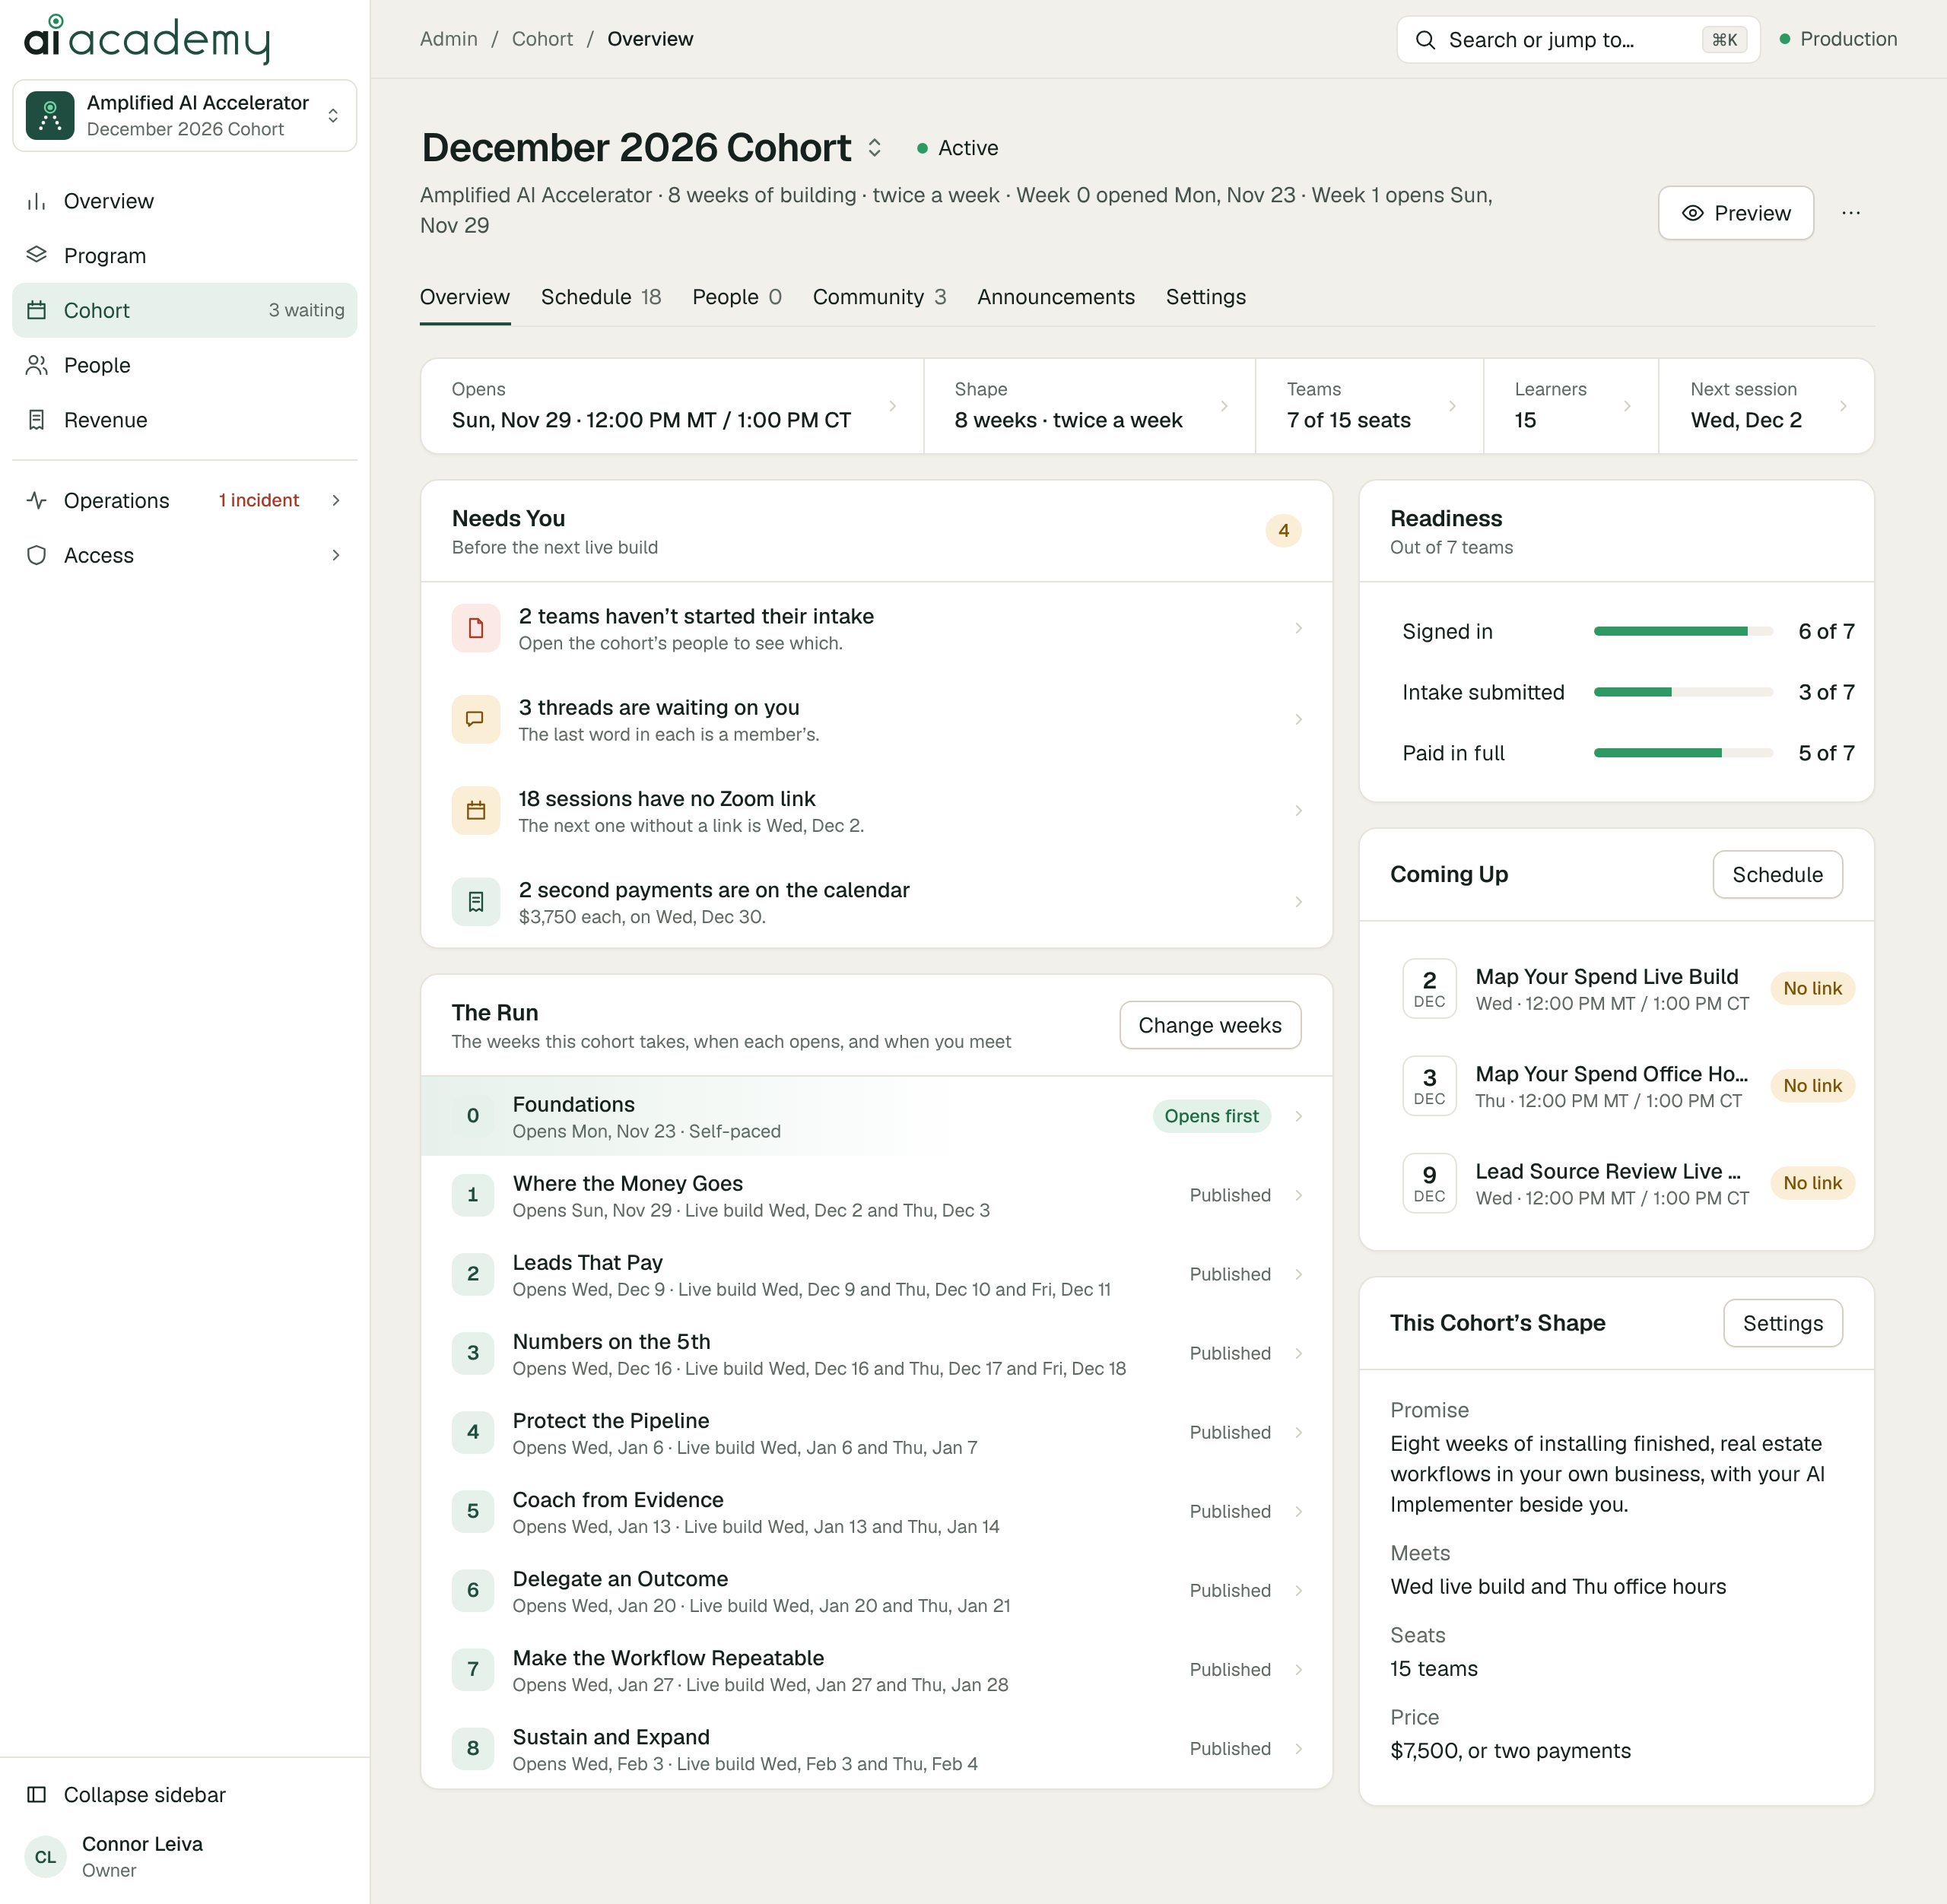 ai academy
Amplified AI Accelerator
December 2026 Cohort
Overview
Program
Cohort
3 waiting
People
Revenue
Operations
1 incident
Access
Collapse sidebar
CL
Connor Leiva
Owner
Admin / Cohort / Overview
Search or jump to...
⌘K
Production
December 2026 Cohort
Active
Amplified AI Accelerator · 8 weeks of building · twice a week · Week 0 opened Mon, Nov 23 · Week 1 opens Sun,
Nov 29
Preview
...
Overview
Schedule 18
People 0
Community 3
Announcements
Settings
Opens
Sun, Nov 29 · 12:00 PM MT / 1:00 PM CT
Shape
8 weeks · twice a week
Teams
7 of 15 seats
Learners
15
Next session
Wed, Dec 2
Needs You
Before the next live build
4
2 teams haven’t started their intake
Open the cohort’s people to see which.
3 threads are waiting on you
The last word in each is a member’s.
18 sessions have no Zoom link
The next one without a link is Wed, Dec 2.
2 second payments are on the calendar
$3,750 each, on Wed, Dec 30.
The Run
The weeks this cohort takes, when each opens, and when you meet
Change weeks
0
Foundations
Opens Mon, Nov 23 · Self-paced
Opens first
1
Where the Money Goes
Opens Sun, Nov 29 · Live build Wed, Dec 2 and Thu, Dec 3
Published
2
Leads That Pay
Opens Wed, Dec 9 · Live build Wed, Dec 9 and Thu, Dec 10 and Fri, Dec 11
Published
3
Numbers on the 5th
Opens Wed, Dec 16 · Live build Wed, Dec 16 and Thu, Dec 17 and Fri, Dec 18
Published
4
Protect the Pipeline
Opens Wed, Jan 6 · Live build Wed, Jan 6 and Thu, Jan 7
Published
5
Coach from Evidence
Opens Wed, Jan 13 · Live build Wed, Jan 13 and Thu, Jan 14
Published
6
Delegate an Outcome
Opens Wed, Jan 20 · Live build Wed, Jan 20 and Thu, Jan 21
Published
7
Make the Workflow Repeatable
Opens Wed, Jan 27 · Live build Wed, Jan 27 and Thu, Jan 28
Published
8
Sustain and Expand
Opens Wed, Feb 3 · Live build Wed, Feb 3 and Thu, Feb 4
Published
Readiness
Out of 7 teams
Signed in
6 of 7
Intake submitted
3 of 7
Paid in full
5 of 7
Coming Up
Schedule
2
DEC
Map Your Spend Live Build
Wed · 12:00 PM MT / 1:00 PM CT
No link
3
DEC
Map Your Spend Office Ho...
Thu · 12:00 PM MT / 1:00 PM CT
No link
9
DEC
Lead Source Review Live ...
Wed · 12:00 PM MT / 1:00 PM CT
No link
This Cohort’s Shape
Settings
Promise
Eight weeks of installing finished, real estate
workflows in your own business, with your AI
Implementer beside you.
Meets
Wed live build and Thu office hours
Seats
15 teams
Price
$7,500, or two payments